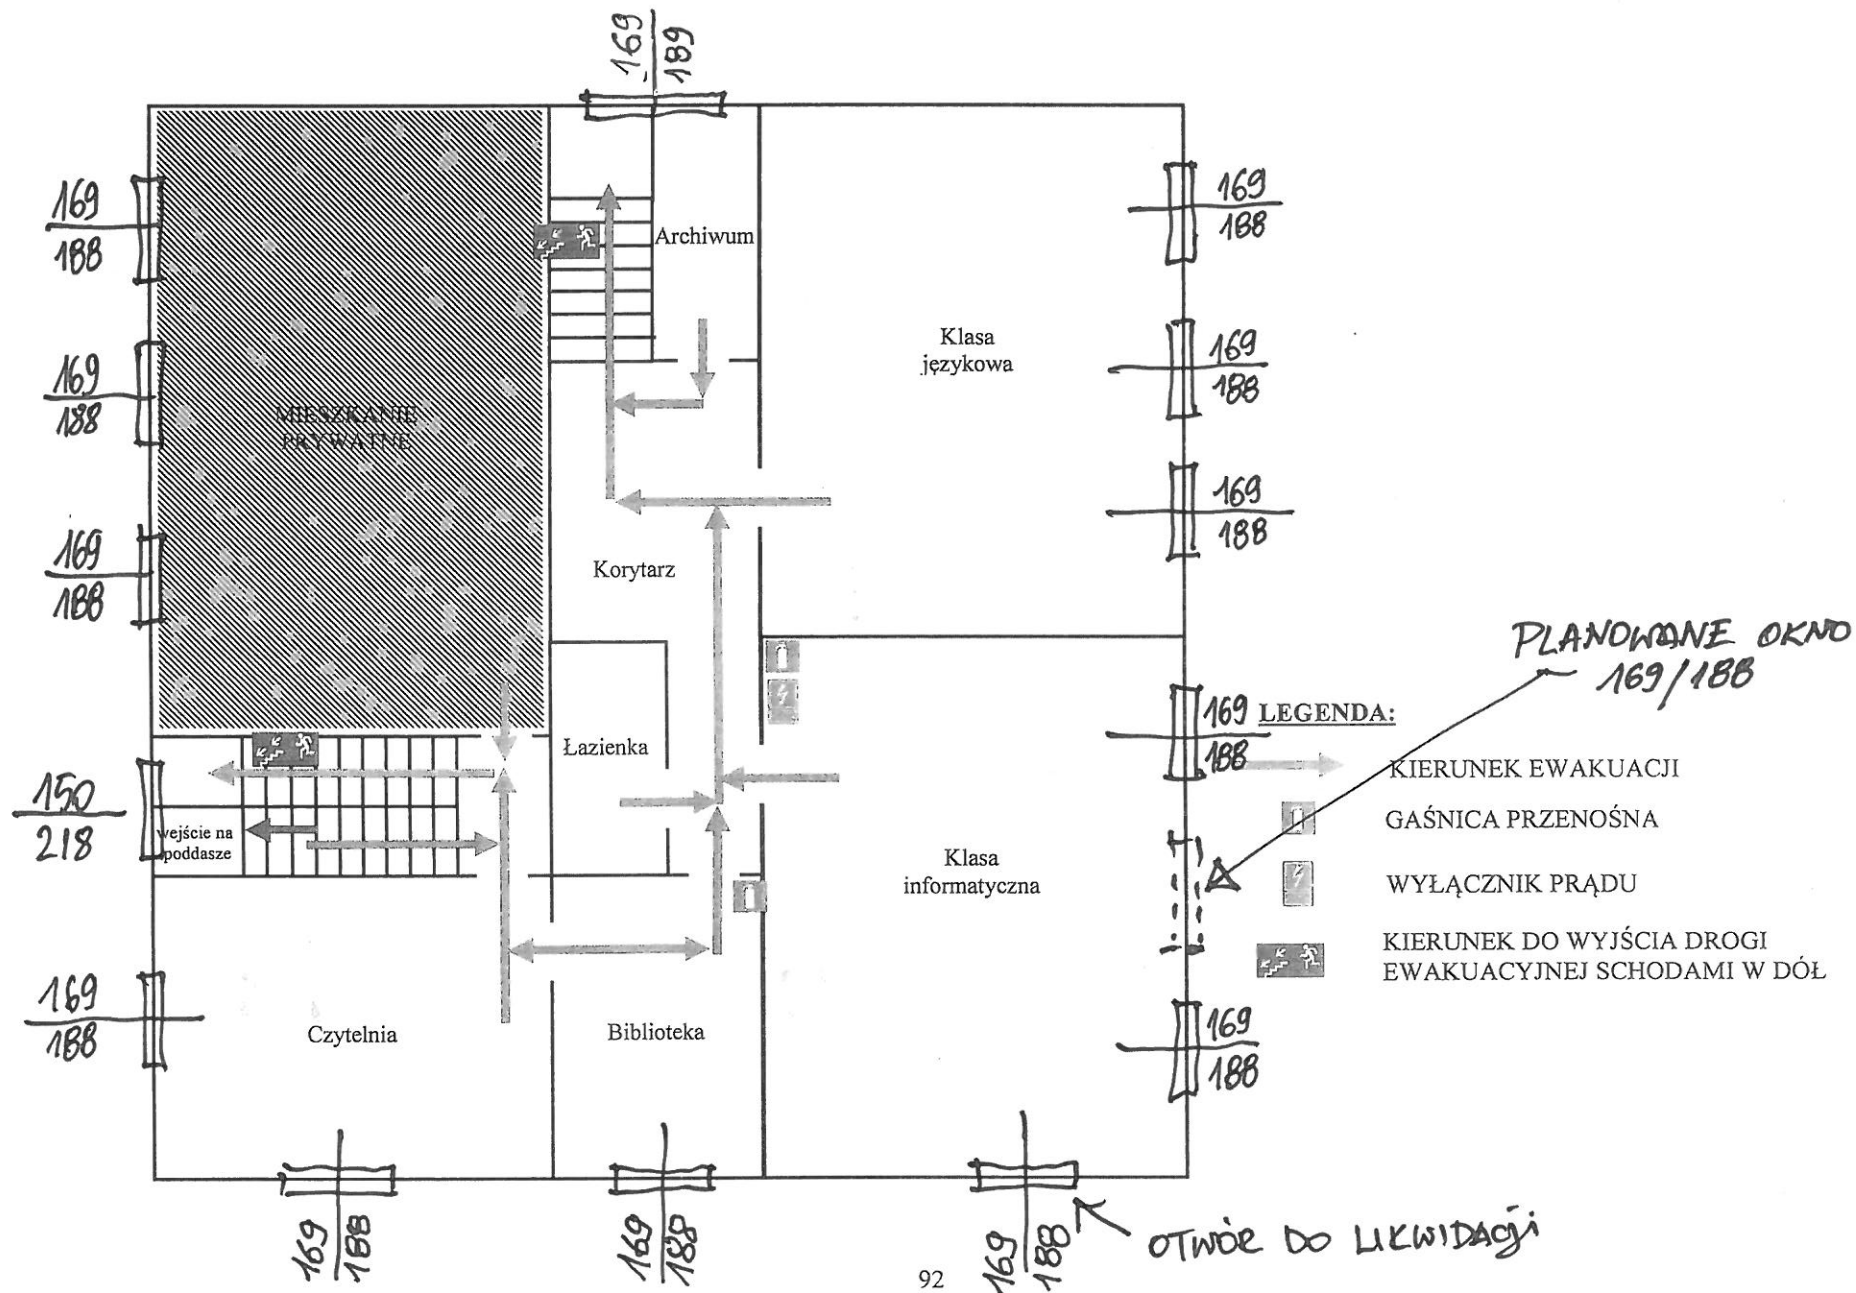 169
189
169
188
169
188
Archiwum
Klasa
językowa
169
188
169
188
MIESZKANIE
PRYWATNE
169
188
169
188
Korytarz
PLANOWANE OKNO
169/188
169
188
LEGENDA:
KIERUNEK EWAKUACJI
GAŚNICA PRZENOŚNA
WYŁĄCZNIK PRĄDU
KIERUNEK DO WYJŚCIA DROGI
EWAKUACYJNEJ SCHODAMI W DÓŁ
Łazienka
150
218
wejście na
poddasze
Klasa
informatyczna
169
188
Czytelnia
Biblioteka
169
188
169
188
169
188
169
188
OTWÓR DO LIKWIDACJI
92